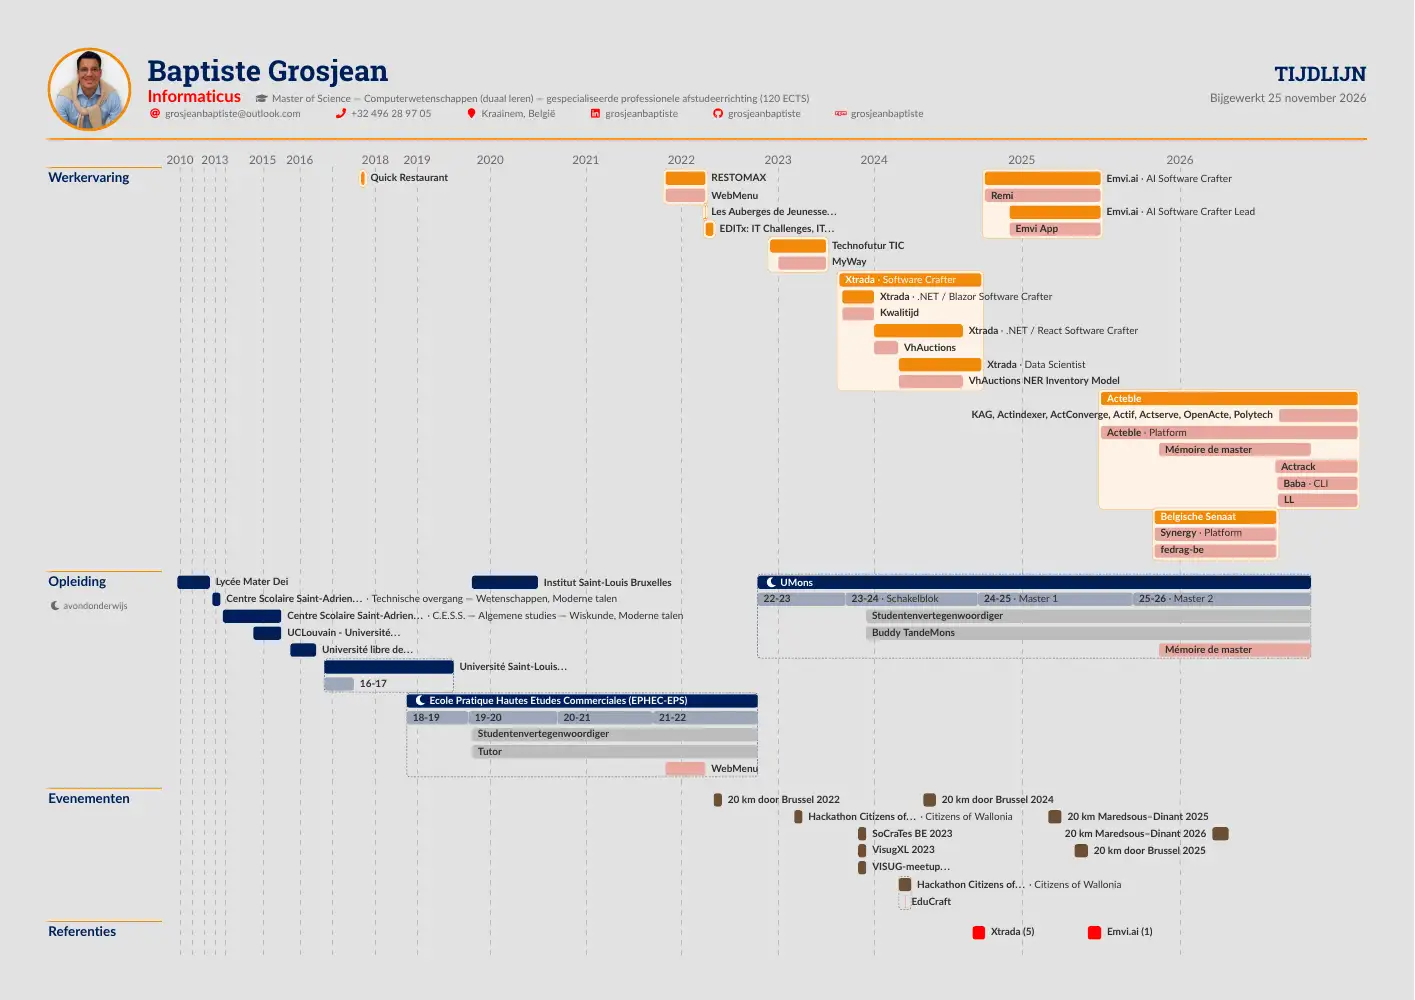 Baptiste Grosjean
TIJDLIJN
Informaticus Master of Science — Computerwetenschappen (duaal leren) — gespecialiseerde professionele afstudeerrichting (120 ECTS)
Bijgewerkt 25 november 2026
grosjeanbaptiste@outlook.com +32 496 28 97 05 Kraainem, België grosjeanbaptiste grosjeanbaptiste grosjeanbaptiste
2010 2013 2015 2016 2018 2019 2020 2021 2022 2023 2024 2025 2026
Werkervaring
Quick Restaurant
RESTOMAX
Emvi.ai · AI Software Crafter
WebMenu
Remi
Les Auberges de Jeunesse…
Emvi.ai · AI Software Crafter Lead
EDITx: IT Challenges, IT…
Emvi App
Technofutur TIC
MyWay
Xtrada · Software Crafter
Xtrada · .NET / Blazor Software Crafter
Kwalitijd
Xtrada · .NET / React Software Crafter
VhAuctions
Xtrada · Data Scientist
VhAuctions NER Inventory Model
Acteble
KAG, Actindexer, ActConverge, Actif, Actserve, OpenActe, Polytech
Acteble · Platform
Mémoire de master
Actrack
Baba · CLI
LL
Belgische Senaat
Synergy · Platform
fedrag-be
Opleiding
avondonderwijs
Lycée Mater Dei
Institut Saint-Louis Bruxelles
UMons
Centre Scolaire Saint-Adrien… · Technische overgang — Wetenschappen, Moderne talen
22-23 23-24 · Schakelblok 24-25 · Master 1 25-26 · Master 2
Centre Scolaire Saint-Adrien… · C.E.S.S. — Algemene studies — Wiskunde, Moderne talen
Studentenvertegenwoordiger
UCLouvain - Université…
Buddy TandeMons
Université libre de…
Mémoire de master
Université Saint-Louis…
16-17
Ecole Pratique Hautes Etudes Commerciales (EPHEC-EPS)
18-19 19-20 20-21 21-22
Studentenvertegenwoordiger
Tutor
WebMenu
Evenementen
20 km door Brussel 2022
20 km door Brussel 2024
Hackathon Citizens of… · Citizens of Wallonia
20 km Maredsous–Dinant 2025
SoCraTes BE 2023
20 km Maredsous–Dinant 2026
VisugXL 2023
20 km door Brussel 2025
VISUG-meetup…
Hackathon Citizens of… · Citizens of Wallonia
EduCraft
Referenties
Xtrada (5)
Emvi.ai (1)